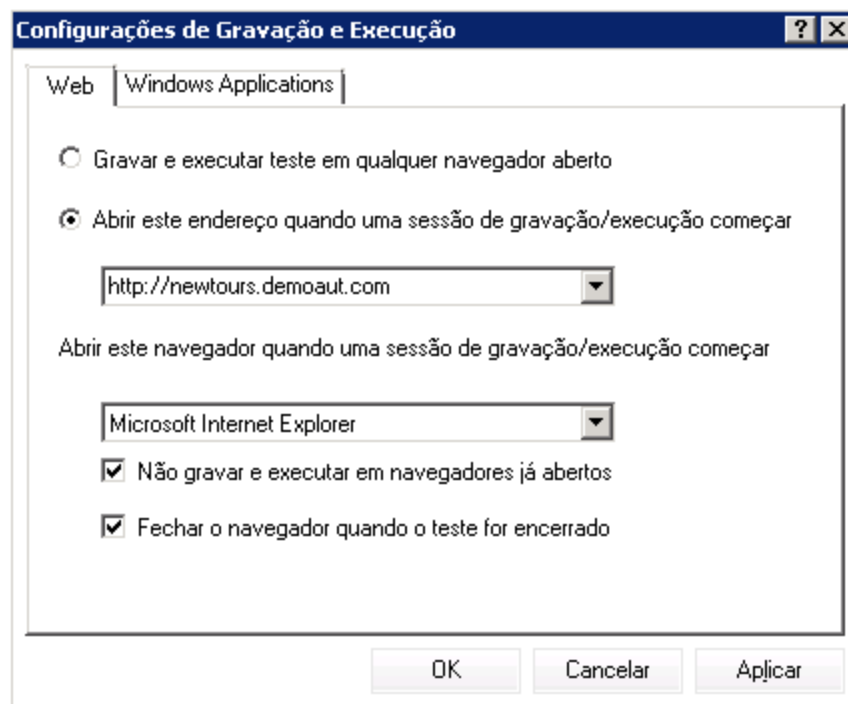 Configurações de Gravação e Execução
Web
Windows Applications
Gravar e executar teste em qualquer navegador aberto
Abrir este endereço quando uma sessão de gravação/execução começar
http://newtours.demoaut.com
Abrir este navegador quando uma sessão de gravação/execução começar
Microsoft Internet Explorer
Não gravar e executar em navegadores já abertos
Fechar o navegador quando o teste for encerrado
OK
Cancelar
Aplicar